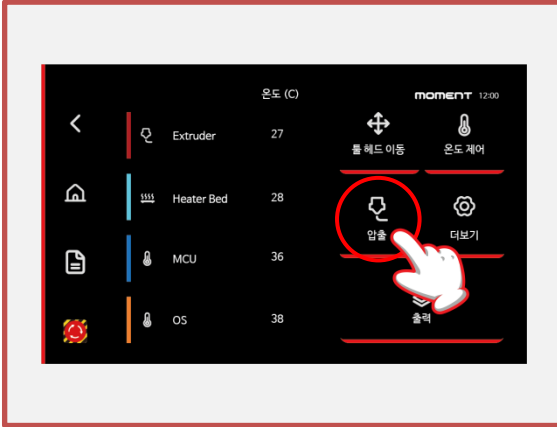 온도 (C)
moment 12:00
Extruder 27
툴 헤드 이동 온도 제어
Heater Bed 28
압출 더보기
MCU 36
OS 38
출력